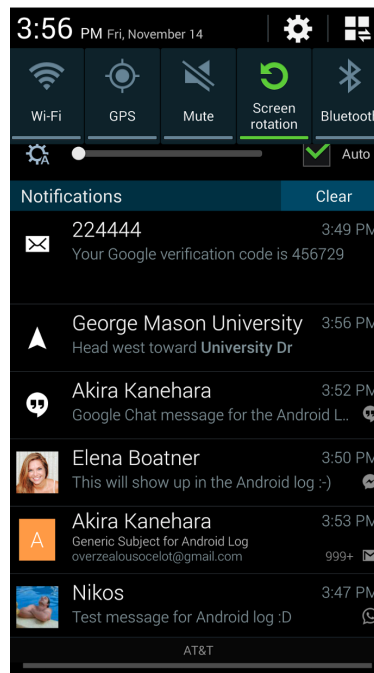 3:56 PM Fri, November 14
Wi-Fi GPS Mute Screen rotation Bluetooth
Auto
Notifications Clear
224444 3:49 PM
Your Google verification code is 456729
George Mason University 3:56 PM
Head west toward University Dr
Akira Kanehara 3:52 PM
Google Chat message for the Android L..
Elena Boatner 3:50 PM
This will show up in the Android log :-)
A
Akira Kanehara 3:53 PM
Generic Subject for Android Log
overzealousocelot@gmail.com 999+
Nikos 3:47 PM
Test message for Android log :D
AT&T